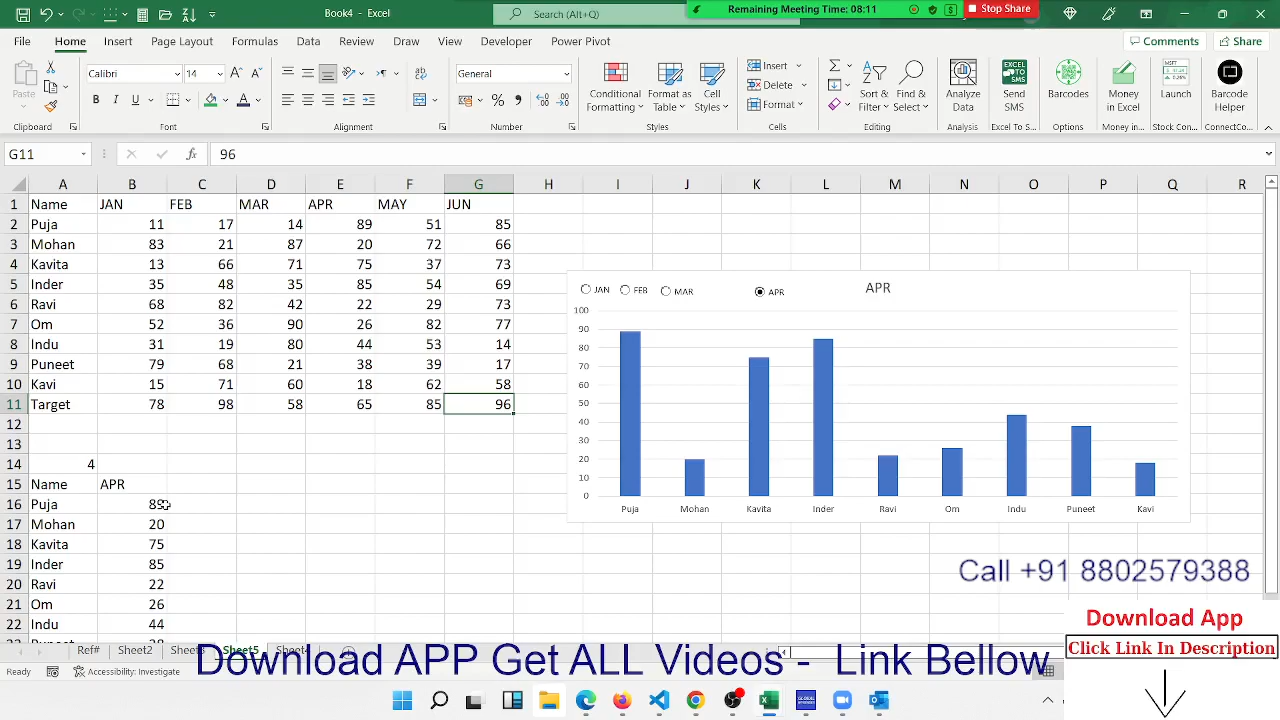 Book4 - Excel
Search (Alt+Q)
Remaining Meeting Time: 08:11
Stop Share
File Home Insert Page Layout Formulas Data Review Draw View Developer Power Pivot
Comments Share
Paste
Calibri 14
General
Conditional Formatting
Format as Table
Cell Styles
Insert
Delete
Format
Sort & Filter
Find & Select
Analyze Data
Send SMS
Barcodes
Money in Excel
Launch
Barcode Helper
Clipboard Font Alignment Number Styles Cells Editing Analysis Excel To S... Options Money in... Stock Con... ConnectCo...
G11 96
A B C D E F G H I J K L M N O P Q R
1 Name JAN FEB MAR APR MAY JUN
2 Puja 11 17 14 89 51 85
3 Mohan 83 21 87 20 72 66
4 Kavita 13 66 71 75 37 73
5 Inder 35 48 35 85 54 69
6 Ravi 68 82 42 22 29 73
7 Om 52 36 90 26 82 77
8 Indu 31 19 80 44 53 14
9 Puneet 79 68 21 38 39 17
10 Kavi 15 71 60 18 62 58
11 Target 78 98 58 65 85 96
12
13
14 4
15 Name APR
16 Puja 89
17 Mohan 20
18 Kavita 75
19 Inder 85
20 Ravi 22
21 Om 26
22 Indu 44
JAN FEB MAR APR
APR
100
90
80
70
60
50
40
30
20
10
0
Puja Mohan Kavita Inder Ravi Om Indu Puneet Kavi
Call +91 8802579388
Download App
Click Link In Description
Ref# Sheet2 Sheet5
Download APP Get ALL Videos - Link Bellow
Ready Accessibility: Investigate